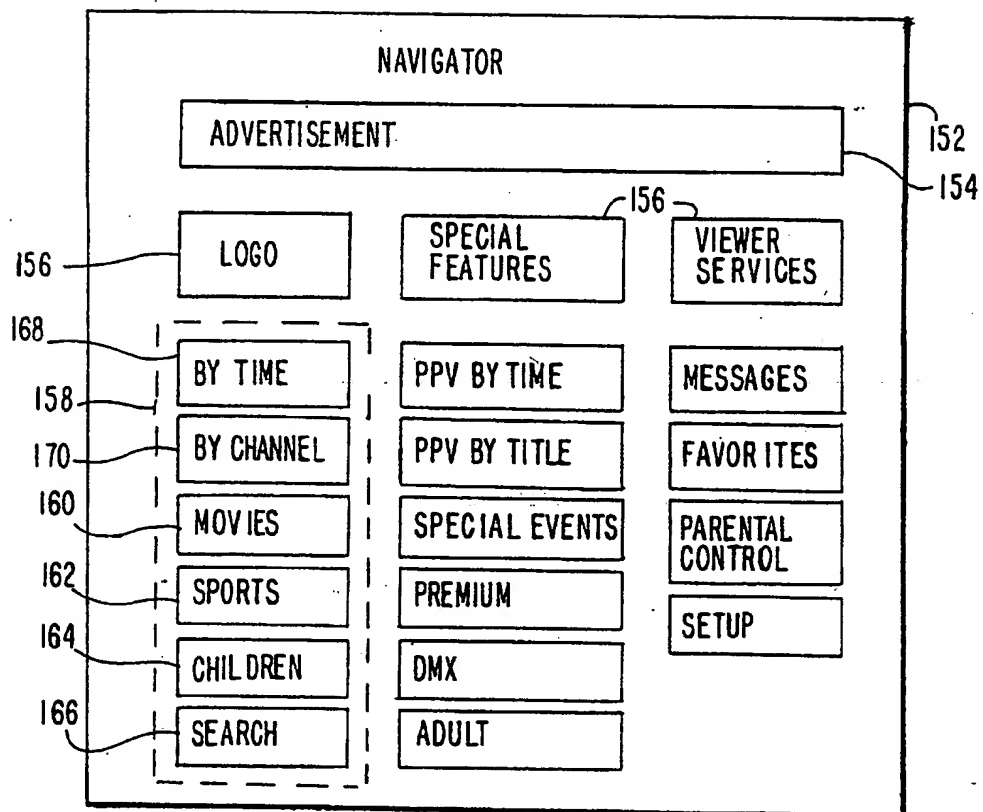 NAVIGATOR
ADVERTISEMENT
152
154
156
156
LOGO
SPECIAL
FEATURES
VIEWER
SERVICES
168
158
170
160
162
164
166
BY TIME
BY CHANNEL
MOVIES
SPORTS
CHILDREN
SEARCH
PPV BY TIME
PPV BY TITLE
SPECIAL EVENTS
PREMIUM
DMX
ADULT
MESSAGES
FAVORITES
PARENTAL
CONTROL
SETUP